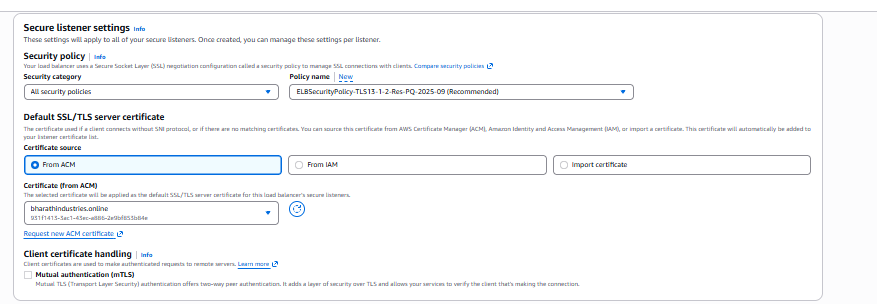 Secure listener settings Info
These settings will apply to all of your secure listeners. Once created, you can manage these settings per listener.
Security policy Info
Your load balancer uses a Secure Socket Layer (SSL) negotiation configuration called a security policy to manage SSL connections with clients. Compare security policies
Security category
Policy name New
All security policies
ELBSecurityPolicy-TLS13-1-2-Res-PQ-2025-09 (Recommended)
Default SSL/TLS server certificate
The certificate used if a client connects without SNI protocol, or if there are no matching certificates. You can source this certificate from AWS Certificate Manager (ACM), Amazon Identity and Access Management (IAM), or import a certificate. This certificate will automatically be added to
your listener certificate list.
Certificate source
From ACM
From IAM
Import certificate
Certificate (from ACM)
The selected certificate will be applied as the default SSL/TLS server certificate for this load balancer's secure listeners.
bharathindustries.online
Request new ACM certificate
Client certificate handling Info
Client certificates are used to make authenticated requests to remote servers. Learn more
Mutual authentication (mTLS)
Mutual TLS (Transport Layer Security) authentication offers two-way peer authentication. It adds a layer of security over TLS and allows your services to verify the client that's making the connection.